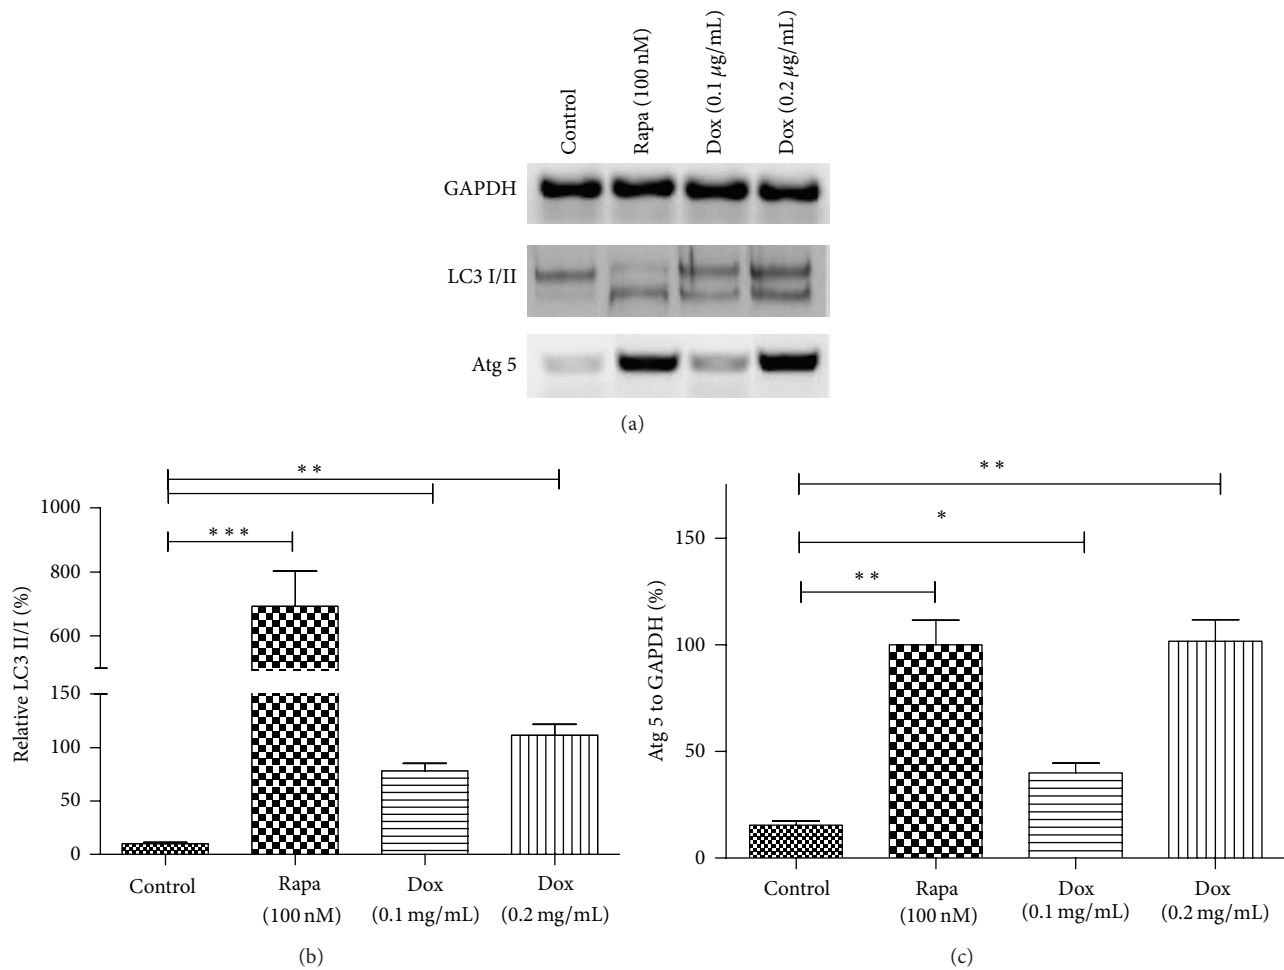 Control
Rapa (100 nM)
Dox (0.1 μg/mL)
Dox (0.2 μg/mL)
GAPDH
LC3 I/II
Atg 5
(a)
Relative LC3 II/I (%)
1000
800
600
150
100
50
0
* *
* * *
Control
Rapa
(100 nM)
Dox
(0.1 mg/mL)
Dox
(0.2 mg/mL)
(b)
Atg 5 to GAPDH (%)
150
100
50
0
* *
*
* *
Control
Rapa
(100 nM)
Dox
(0.1 mg/mL)
Dox
(0.2 mg/mL)
(c)